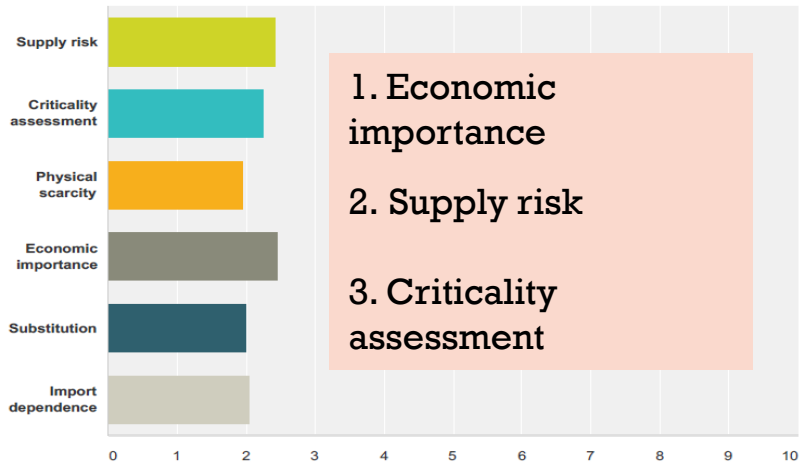 Supply risk
Criticality
assessment
Physical
scarcity
Economic
importance
Substitution
Import
dependence
0 1 2 3 4 5 6 7 8 9 10
1. Economic
importance
2. Supply risk
3. Criticality
assessment